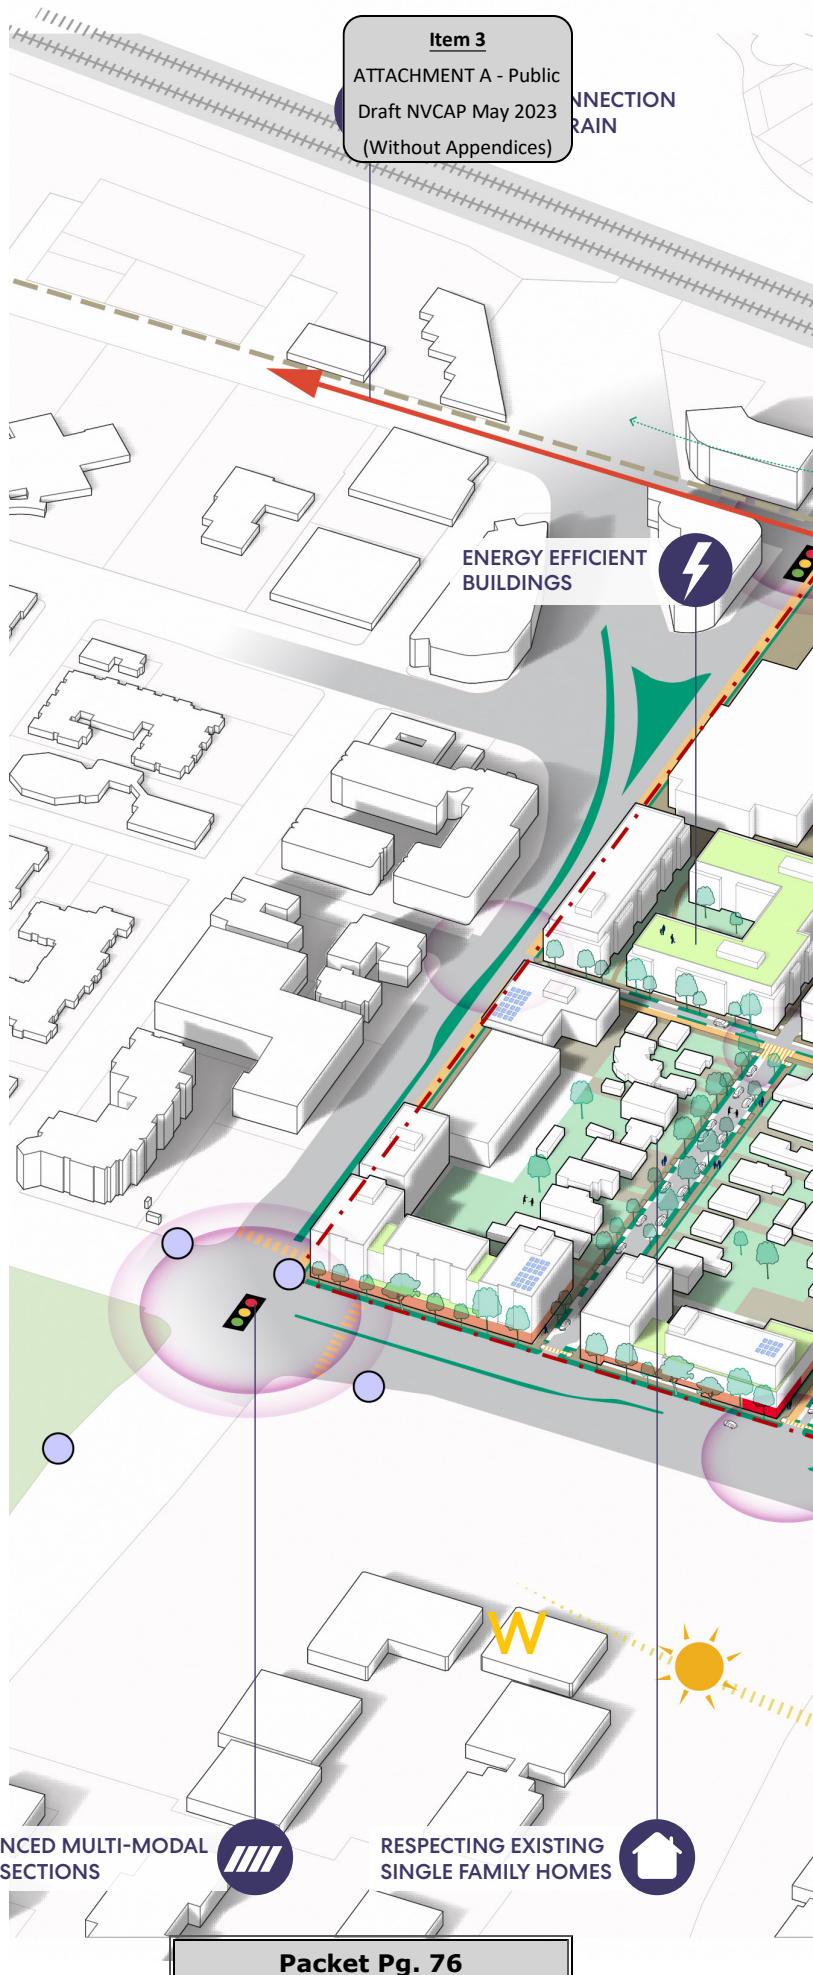 Item 3
ATTACHMENT A - Public
Draft NVCAP May 2023
(Without Appendices)
NNECTION
RAIN
ENERGY EFFICIENT
BUILDINGS
W
NCED MULTI-MODAL
SECTIONS
RESPECTING EXISTING
SINGLE FAMILY HOMES
Packet Pg. 76